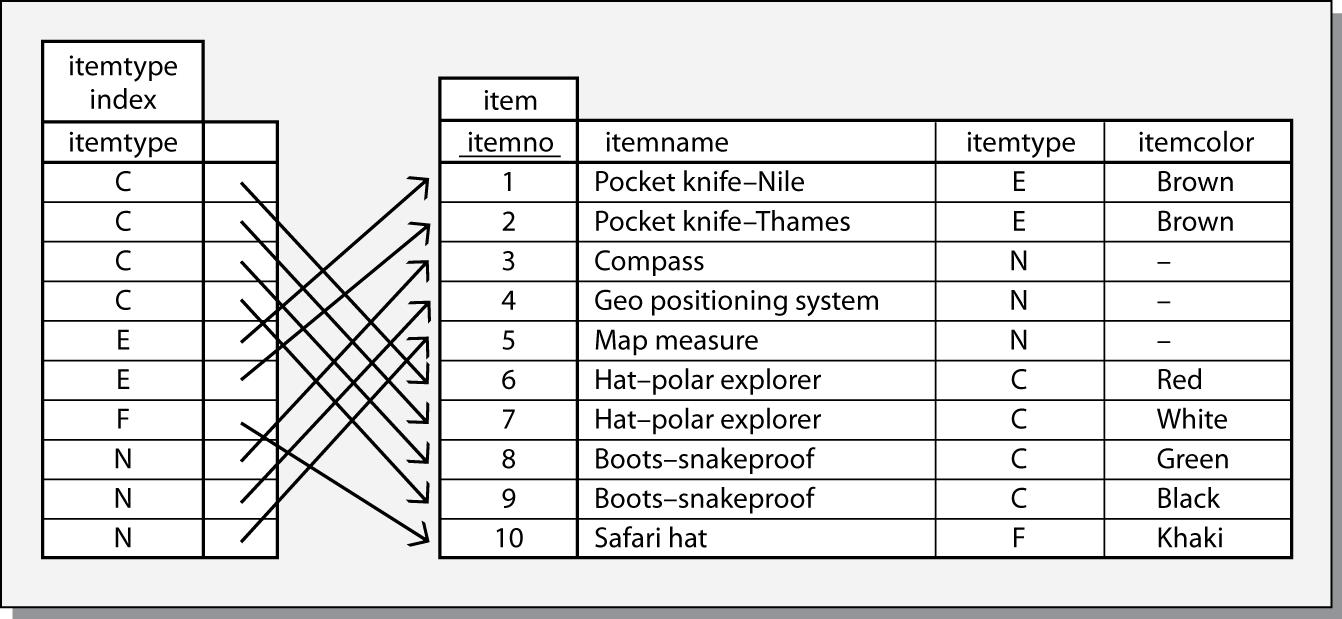 itemtype
index
itemtype
C
C
C
C
E
E
F
N
N
N
item
itemno itemname itemtype itemcolor
1 Pocket knife–Nile E Brown
2 Pocket knife–Thames E Brown
3 Compass N –
4 Geo positioning system N –
5 Map measure N –
6 Hat–polar explorer C Red
7 Hat–polar explorer C White
8 Boots–snakeproof C Green
9 Boots–snakeproof C Black
10 Safari hat F Khaki